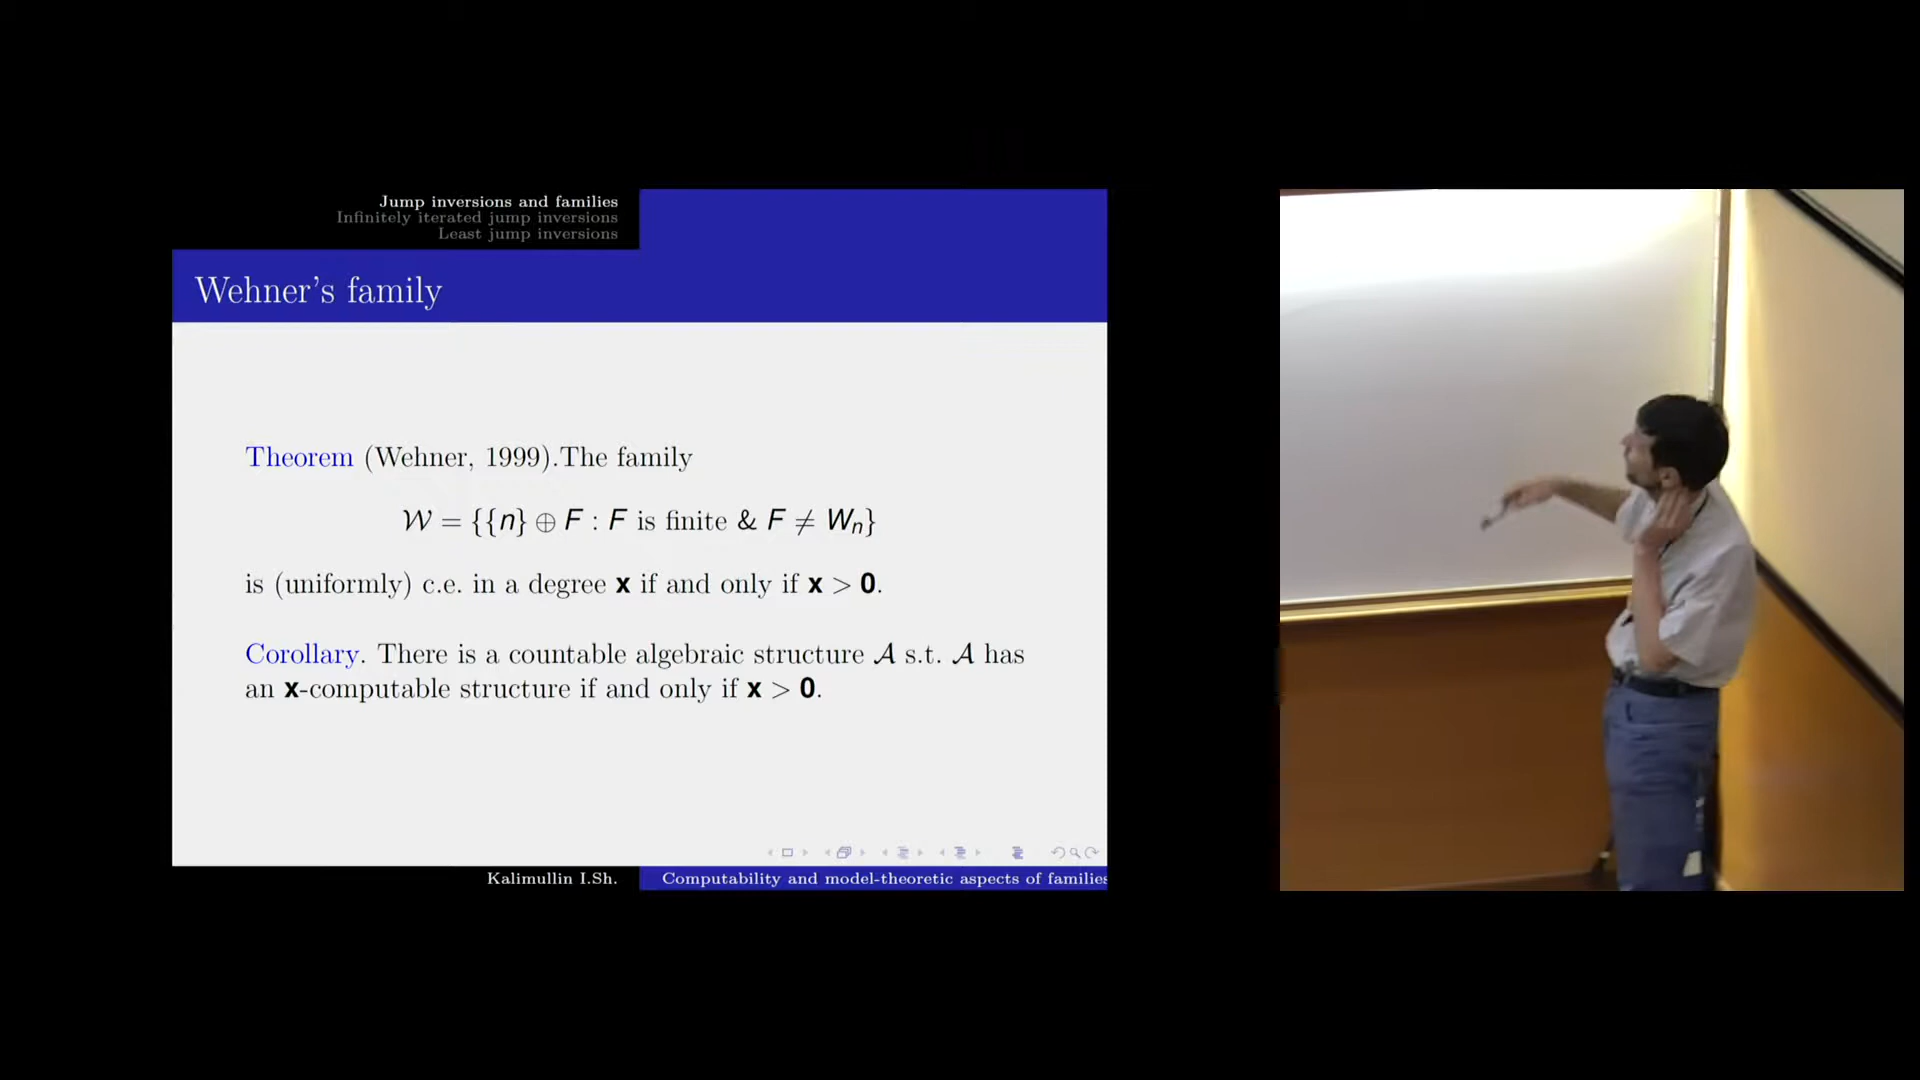 Jump inversions and families
Infinitely iterated jump inversions
Least jump inversions
Wehner's family
Theorem (Wehner, 1999).The family
𝒲 = {{n} ⊕ F : F is finite & F ≠ Wₙ}
is (uniformly) c.e. in a degree x if and only if x > 0.
Corollary. There is a countable algebraic structure 𝒜 s.t. 𝒜 has
an x-computable structure if and only if x > 0.
Kalimullin I.Sh.
Computability and model-theoretic aspects of families